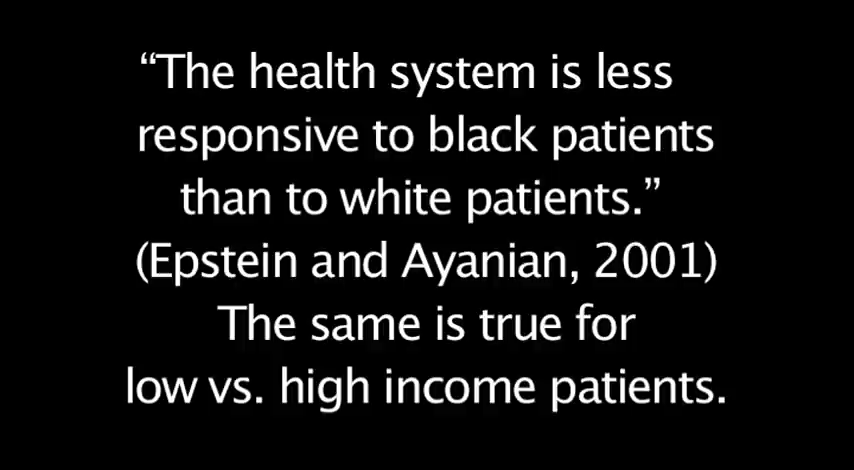 “The health system is less
responsive to black patients
than to white patients.”
(Epstein and Ayanian, 2001)
The same is true for
low vs. high income patients.